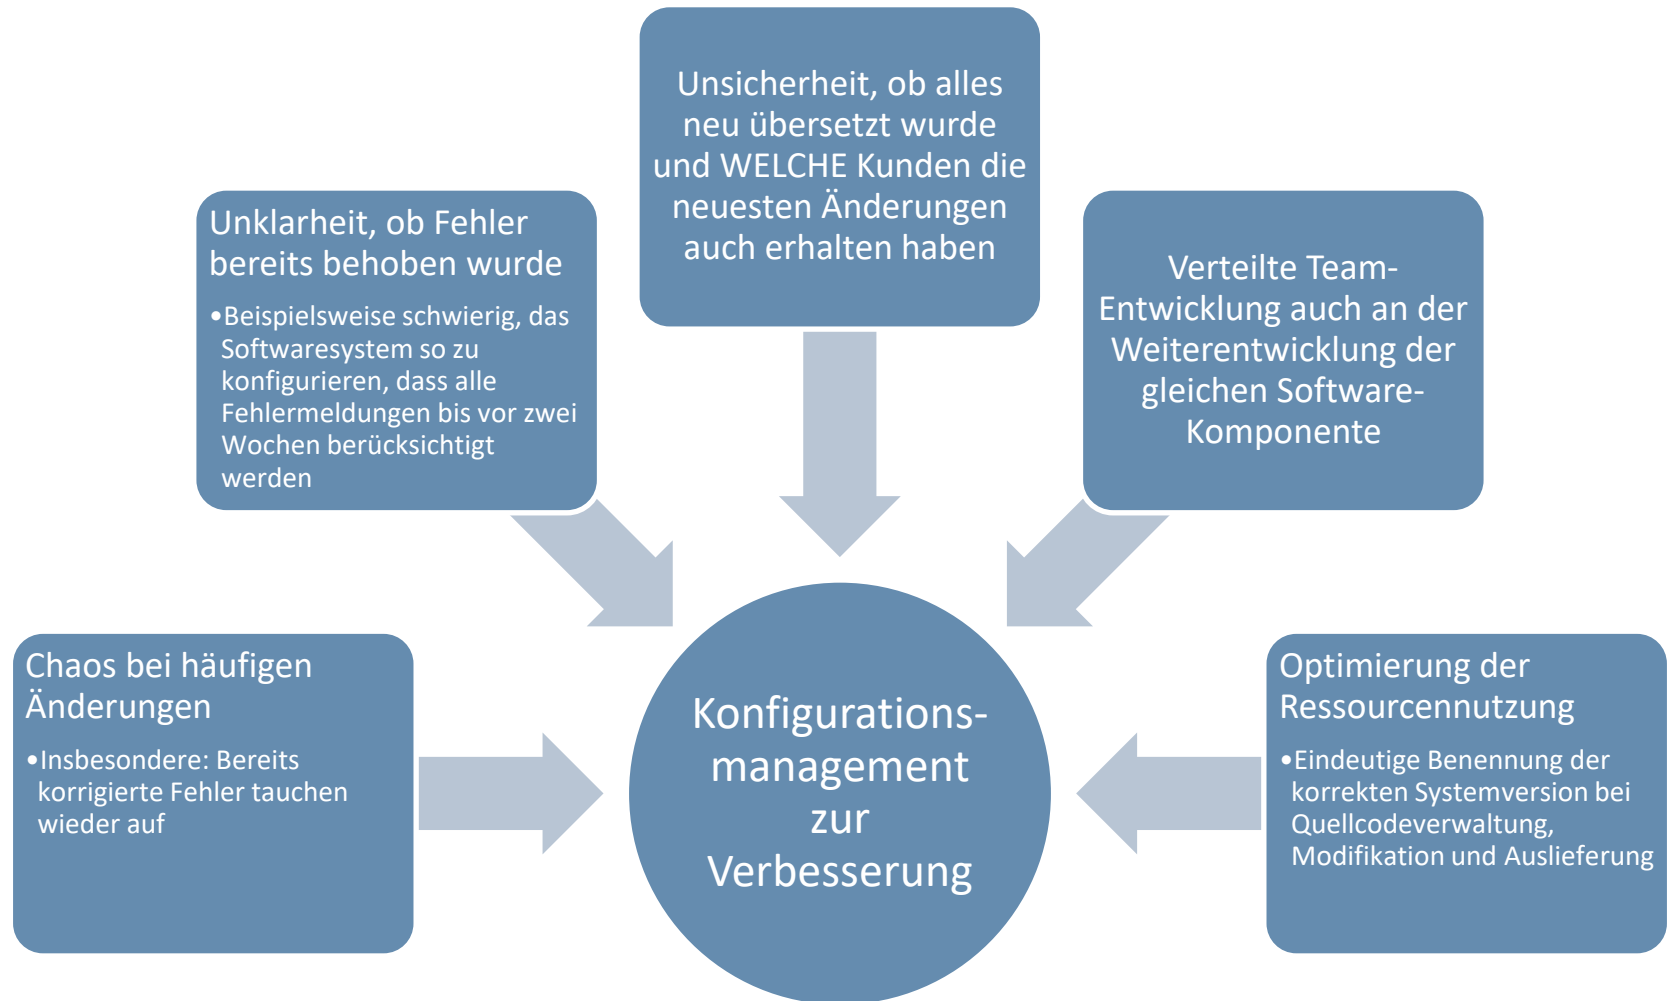 Unsicherheit, ob alles
neu übersetzt wurde
und WELCHE Kunden die
neuesten Änderungen
auch erhalten haben
Unklarheit, ob Fehler
bereits behoben wurde
•Beispielsweise schwierig, das
Softwaresystem so zu
konfigurieren, dass alle
Fehlermeldungen bis vor zwei
Wochen berücksichtigt
werden
Verteilte Team-
Entwicklung auch an der
Weiterentwicklung der
gleichen Software-
Komponente
Chaos bei häufigen
Änderungen
•Insbesondere: Bereits
korrigierte Fehler tauchen
wieder auf
Konfigurations-
management
zur
Verbesserung
Optimierung der
Ressourcennutzung
•Eindeutige Benennung der
korrekten Systemversion bei
Quellcodeverwaltung,
Modifikation und Auslieferung